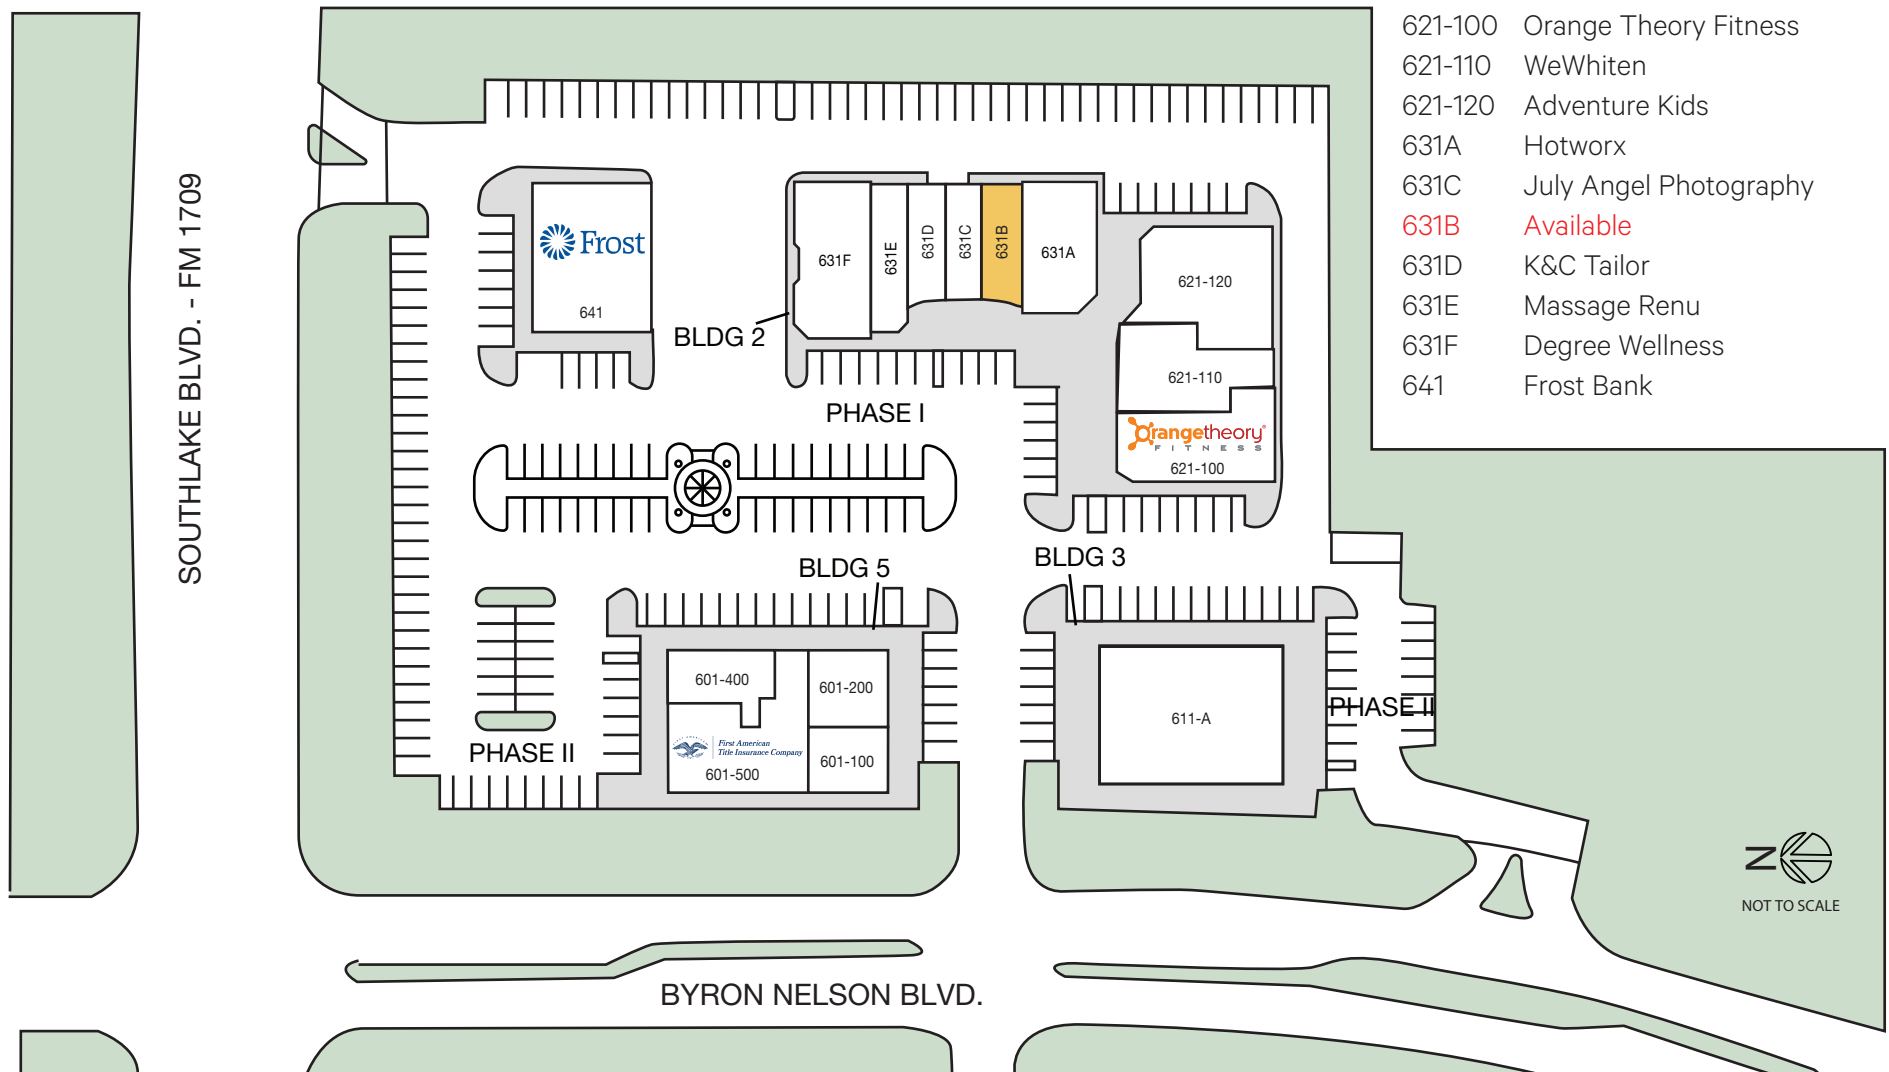 621-100 Orange Theory Fitness
621-110 WeWhiten
621-120 Adventure Kids
631A Hotworx
631C July Angel Photography
631B Available
631D K&C Tailor
631E Massage Renu
631F Degree Wellness
641 Frost Bank
SOUTHLAKE BLVD. - FM 1709
Frost
641
BLDG 2
631F
631E
631D
631C
631B
631A
621-120
621-110
orangetheory
FITNESS
621-100
PHASE I
BLDG 5
BLDG 3
601-400
601-200
First American
Title Insurance Company
601-500
601-100
611-A
PHASE II
PHASE II
N
NOT TO SCALE
BYRON NELSON BLVD.